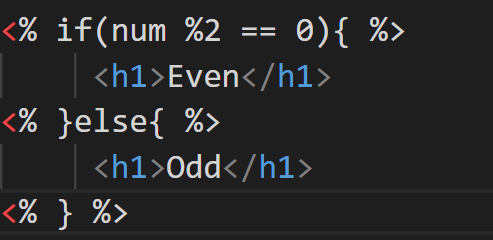 <% if(num %2 == 0){ %>
<h1>Even</h1>
<% }else{ %>
<h1>Odd</h1>
<% } %>